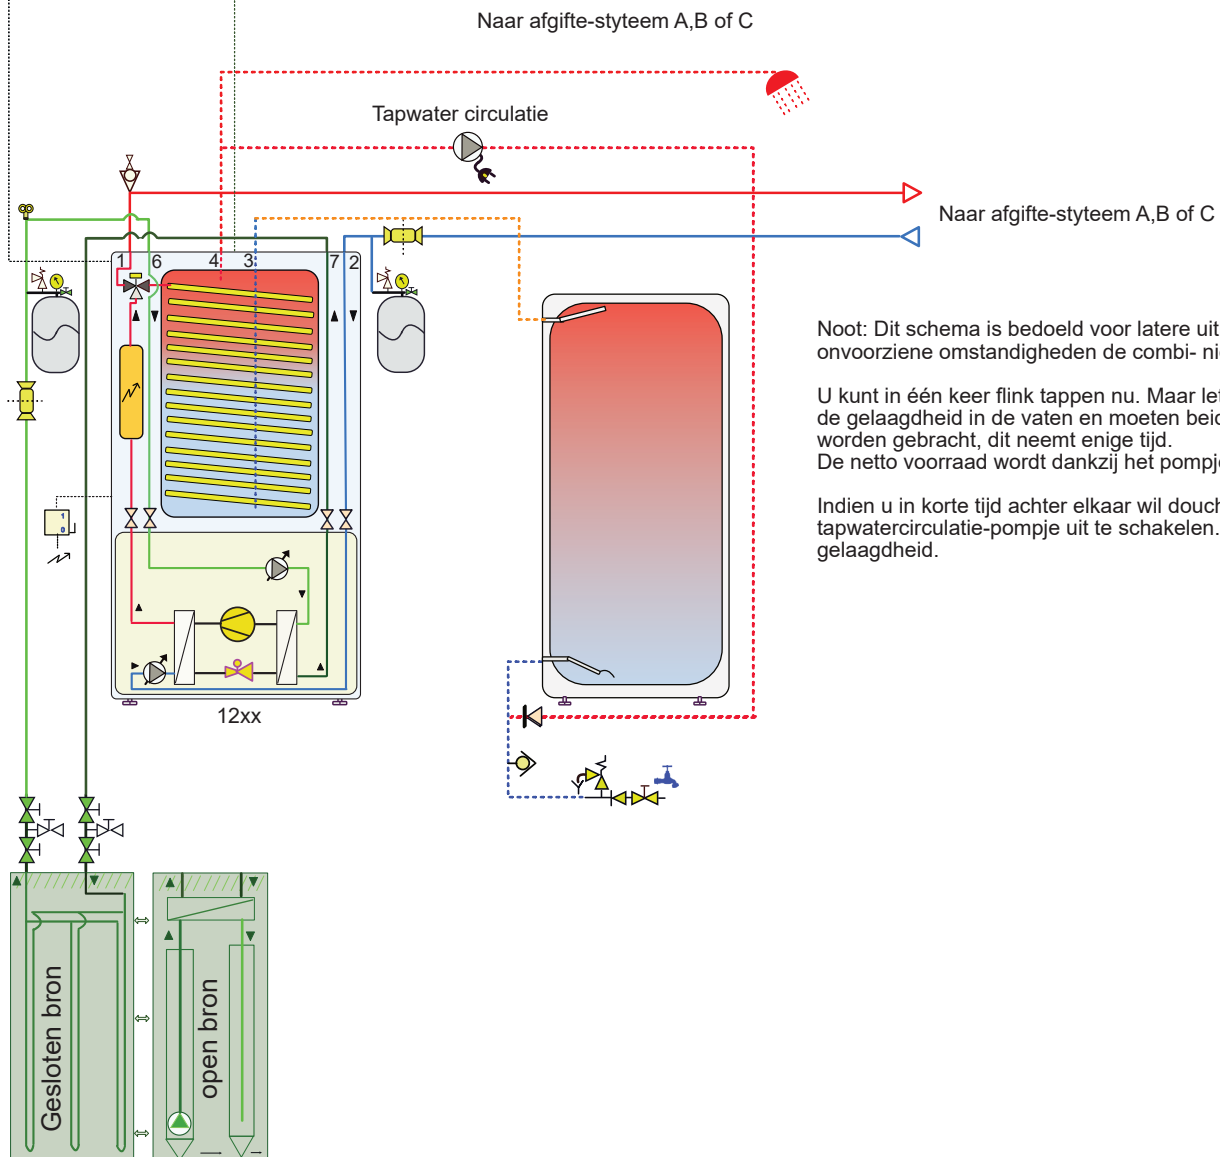 Naar afgifte-styteem A,B of C
Tapwater circulatie
Naar afgifte-styteem A,B of C
1 6 4 3 7 2
Noot: Dit schema is bedoeld voor latere uit
onvoorziene omstandigheden de combi- nie
U kunt in één keer flink tappen nu. Maar let
de gelaagdheid in de vaten en moeten beid
worden gebracht, dit neemt enige tijd.
De netto voorraad wordt dankzij het pompje
Indien u in korte tijd achter elkaar wil douch
tapwatercirculatie-pompje uit te schakelen.
gelaagdheid.
1
0
12xx
Gesloten bron
open bron